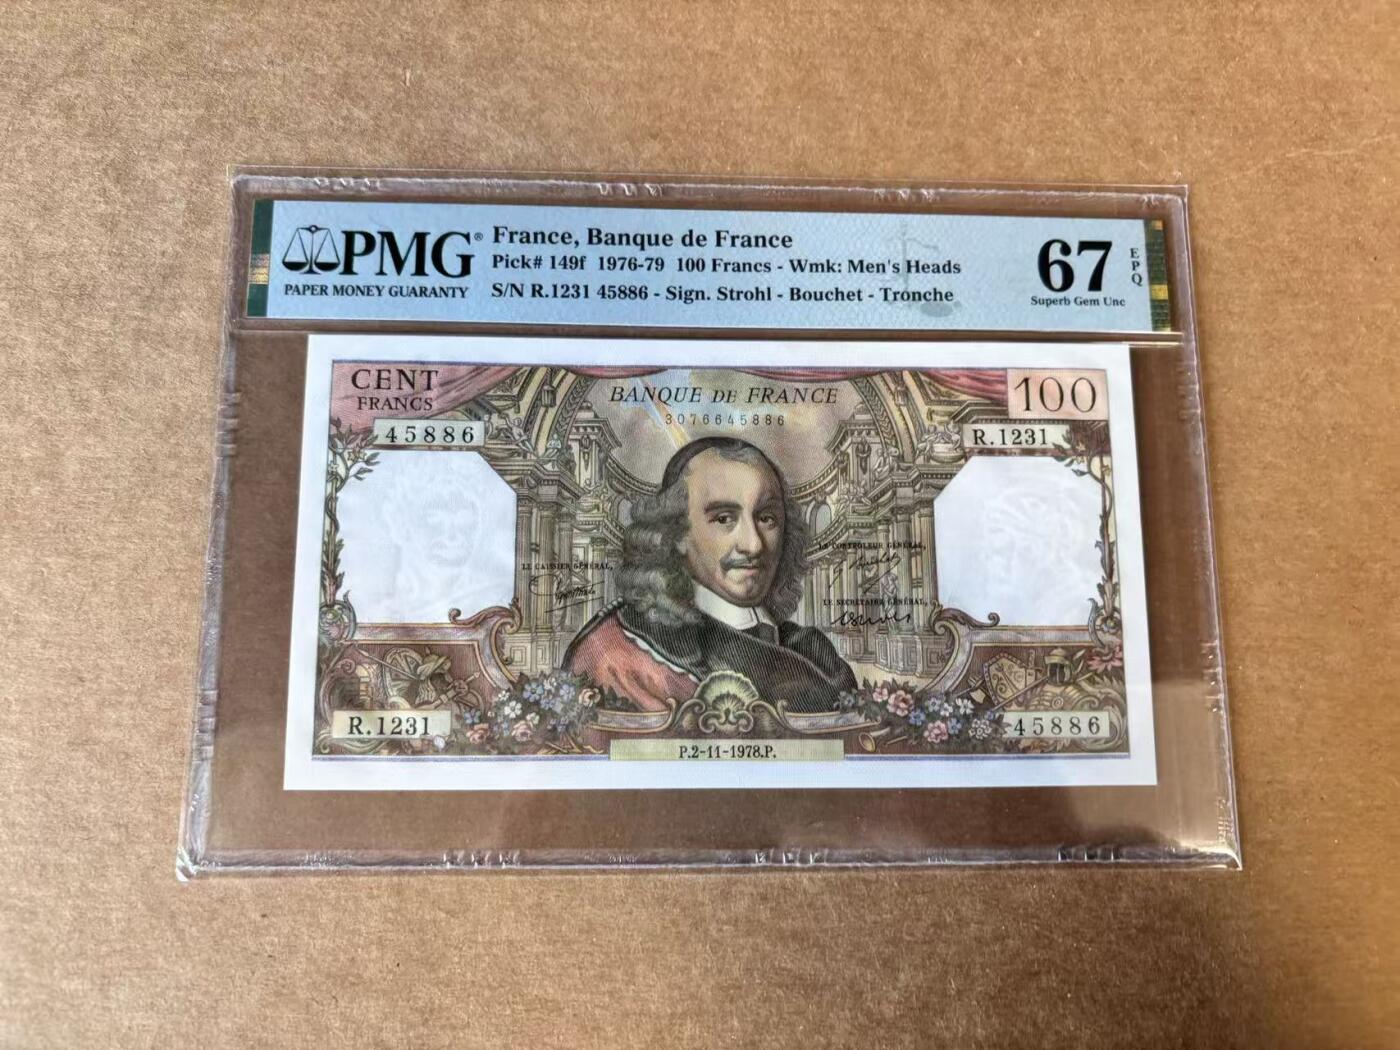 PMG®
PAPER MONEY GUARANTY
France, Banque de France
Pick# 149f 1976-79 100 Francs - Wmk: Men's Heads
S/N R.1231 45886 - Sign. Strohl - Bouchet - Tronche
67
EPQ
Superb Gem Unc
CENT
FRANCS
BANQUE DE FRANCE
3076645886
100
45886
R.1231
LE CAISSIER GÉNÉRAL,
LE CONTROLEUR GÉNÉRAL,
LE SECRÉTAIRE GÉNÉRAL,
R.1231
45886
P.2-11-1978.P.